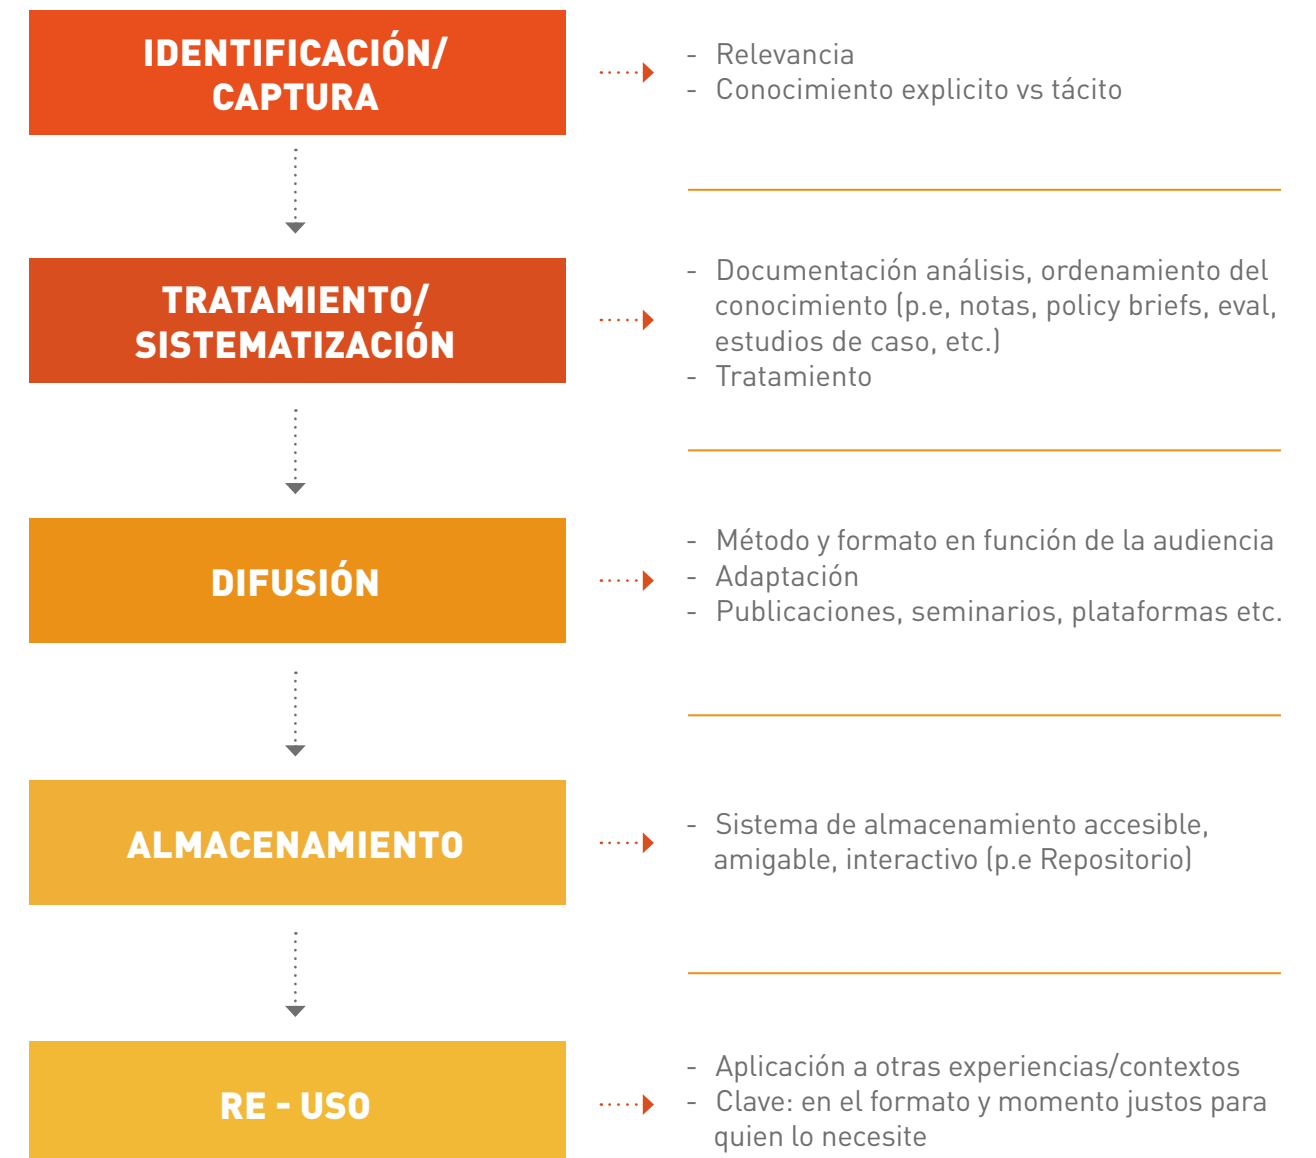 IDENTIFICACIÓN/
CAPTURA
- Relevancia
- Conocimiento explicito vs tácito
TRATAMIENTO/
SISTEMATIZACIÓN
- Documentación análisis, ordenamiento del
conocimiento (p.e, notas, policy briefs, eval,
estudios de caso, etc.)
- Tratamiento
DIFUSIÓN
- Método y formato en función de la audiencia
- Adaptación
- Publicaciones, seminarios, plataformas etc.
ALMACENAMIENTO
- Sistema de almacenamiento accesible,
amigable, interactivo (p.e Repositorio)
RE - USO
- Aplicación a otras experiencias/contextos
- Clave: en el formato y momento justos para
quien lo necesite